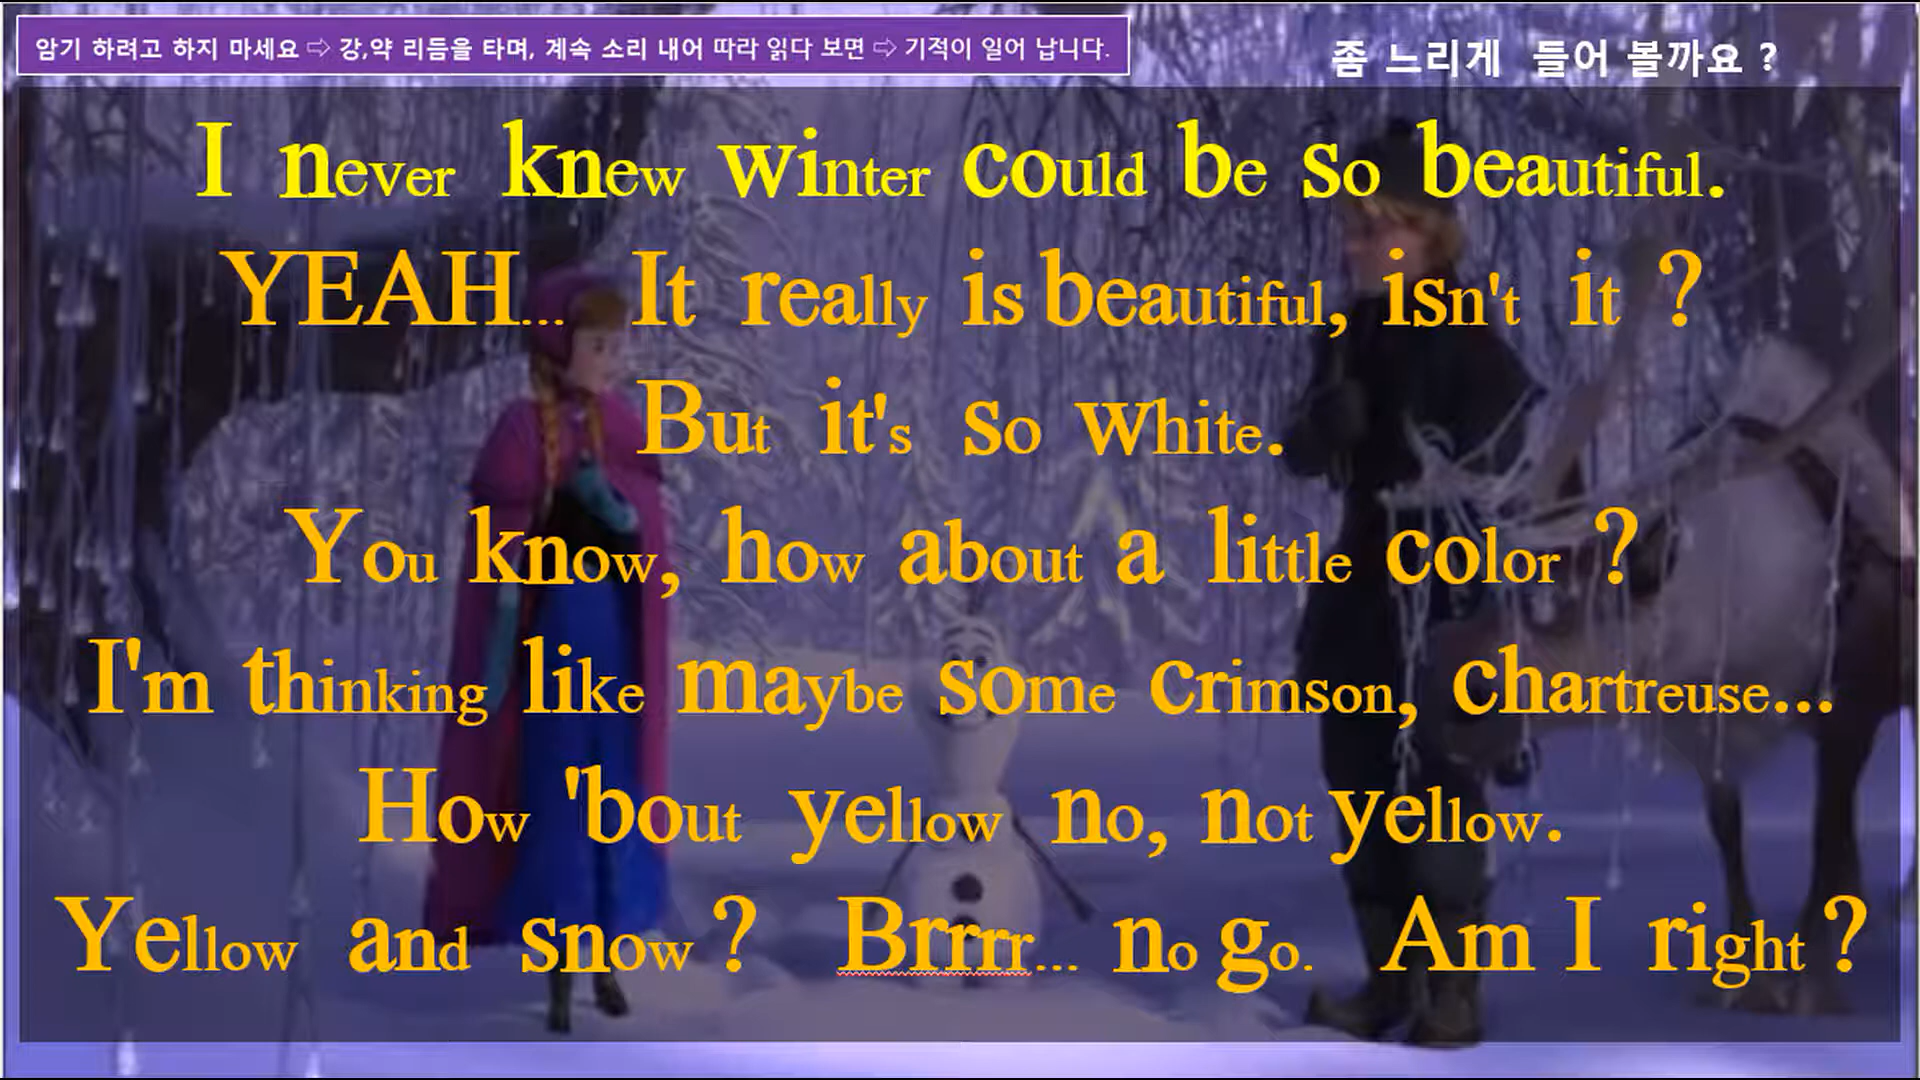 암기 하려고 하지 마세요 ⇨ 강,약 리듬을 타며, 계속 소리 내어 따라 읽다 보면 ⇨ 기적이 일어 납니다.
좀 느리게 들어 볼까요 ?
I never knew winter could be so beautiful.
YEAH... It really is beautiful, isn't it ?
But it's so white.
You know, how about a little color ?
I'm thinking like maybe some crimson, chartreuse...
How 'bout yellow no, not yellow.
Yellow and snow ? Brrrr... no go. Am I right ?